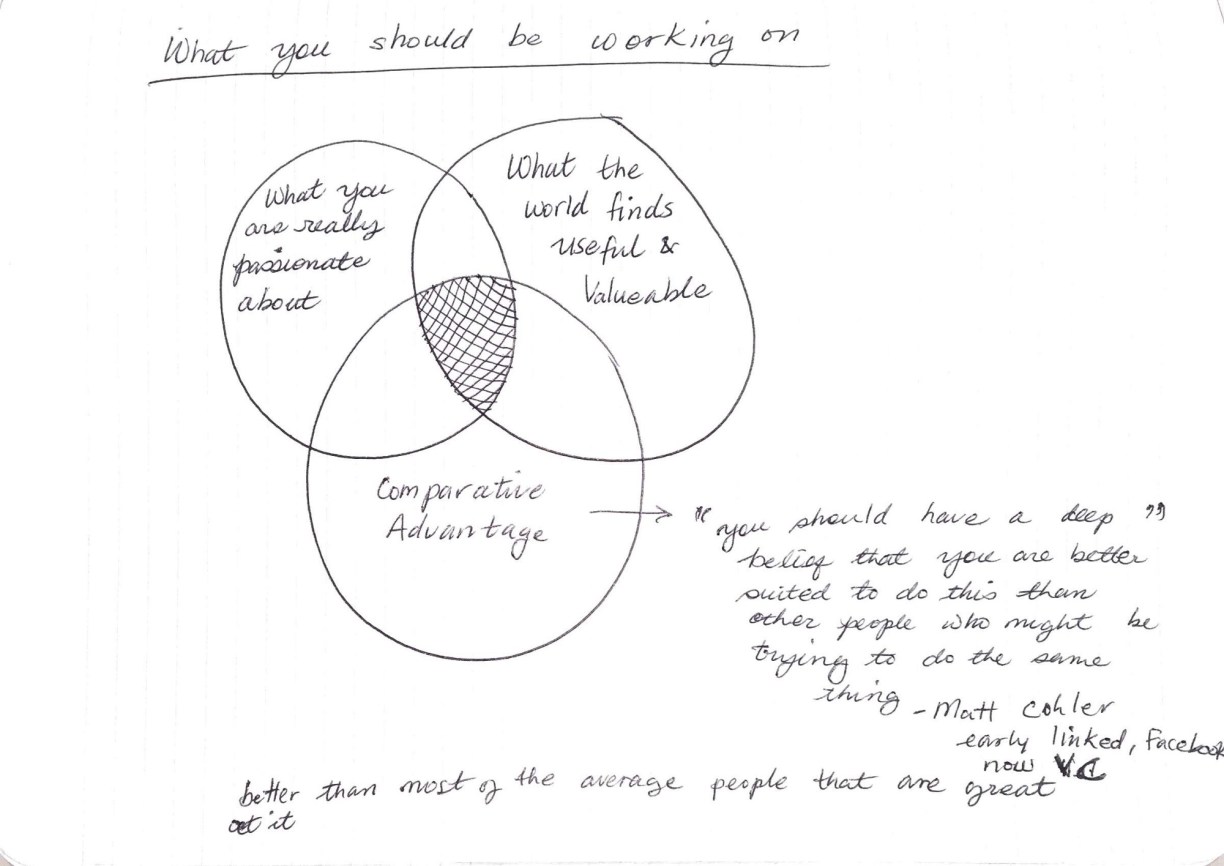 What you should be working on
What you
are really
passionate
about
What the
world finds
useful &
Valueable
Comparative
Advantage
"you should have a deep"
belief that you are better
suited to do this than
other people who might be
trying to do the same
thing - Matt Cohler
early linked, Facebook
now VC
better than most of the average people that are great
at it